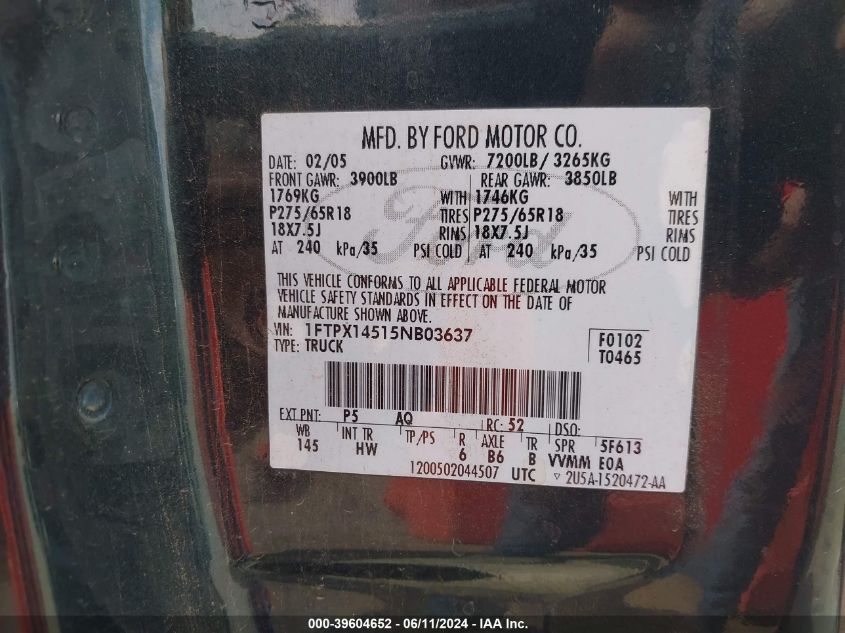 MFD. BY FORD MOTOR CO.
DATE: 02/05 GVWR: 7200LB/ 3265KG
FRONT GAWR: 3900LB REAR GAWR: 3850LB
1769KG WITH 1746KG WITH
P275/65R18 TIRES P275/65R18 TIRES
18X7.5J RIMS 18X7.5J RIMS
AT 240 kPa/35 PSI COLD AT 240 kPa/35 PSI COLD
Ford
THIS VEHICLE CONFORMS TO ALL APPLICABLE FEDERAL MOTOR
VEHICLE SAFETY STANDARDS IN EFFECT ON THE DATE OF
MANUFACTURE SHOWN ABOVE.
VIN: 1FTPX14515NB03637 F0102
TYPE: TRUCK T0465
EXT PNT: P5 AQ RC: 52 DSO:
WB INT TR TP/PS R AXLE TR SPR 5F613
145 HW 6 B6 B VVMM E0A
1200502044507 UTC ▽ 2U5A-1520472-AA
000-39604652 - 06/11/2024 - IAA Inc.